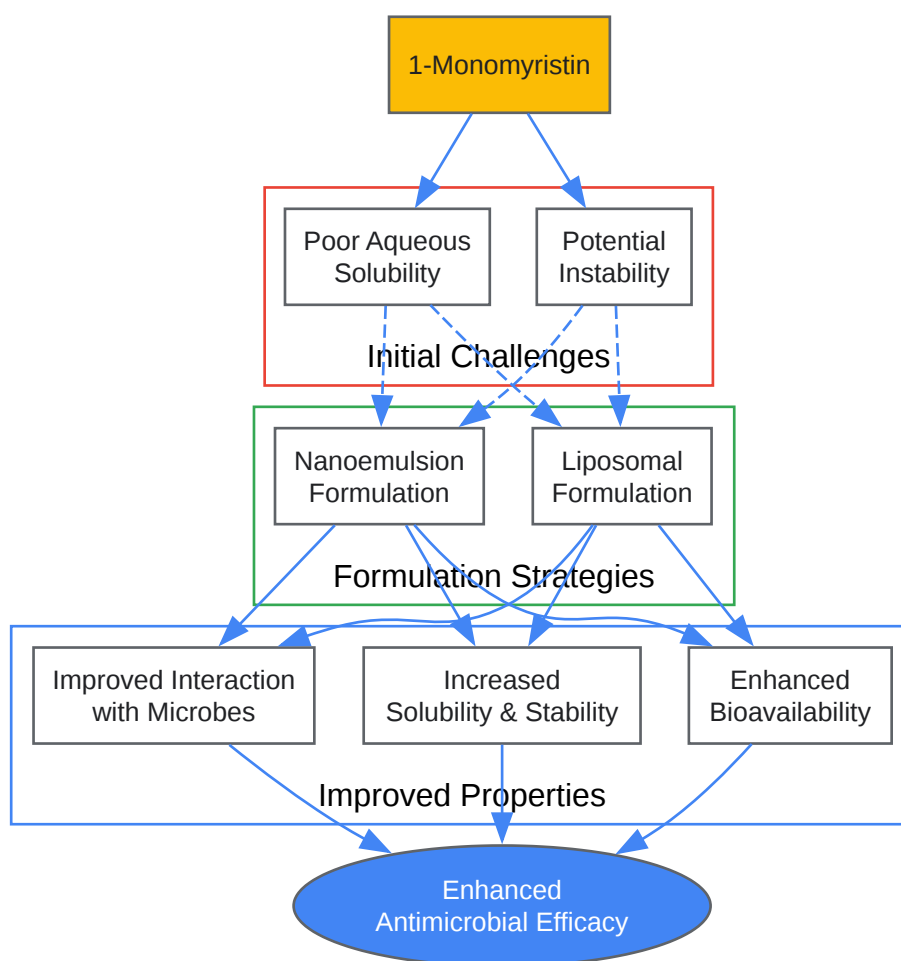 1-Monomyristin
Poor Aqueous
Solubility
Potential
Instability
Initial Challenges
Nanoemulsion
Formulation
Liposomal
Formulation
Formulation Strategies
Improved Interaction
with Microbes
Increased
Solubility & Stability
Enhanced
Bioavailability
Improved Properties
Enhanced
Antimicrobial Efficacy